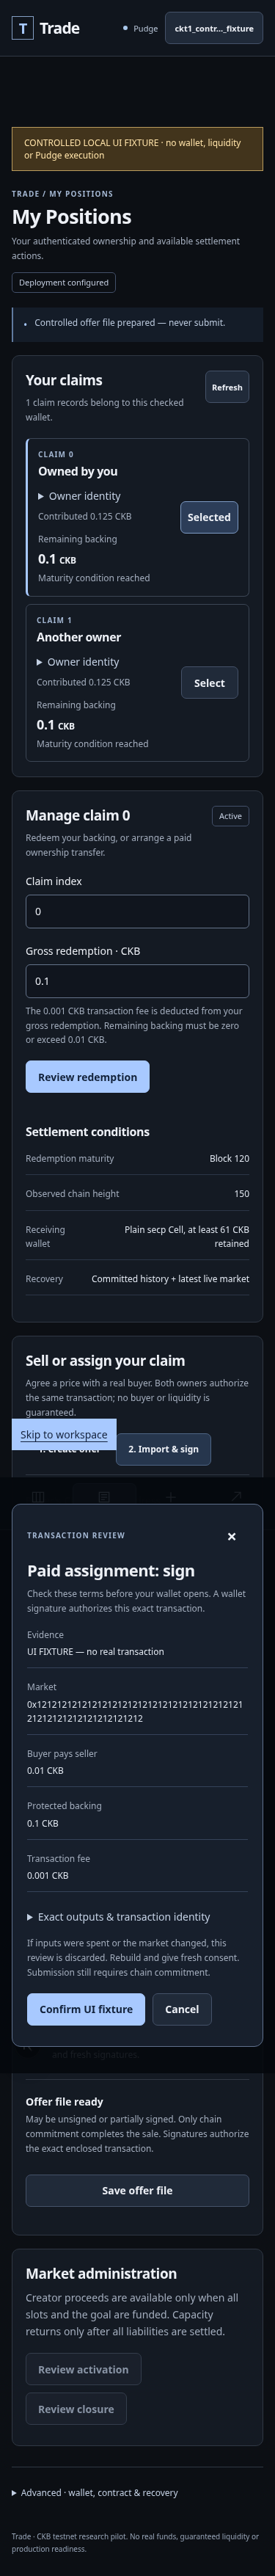 T Trade
Pudge
ckt1_contr..._fixture
CONTROLLED LOCAL UI FIXTURE · no wallet, liquidity
or Pudge execution
TRADE / MY POSITIONS
My Positions
Your authenticated ownership and available settlement
actions.
Deployment configured
Controlled offer file prepared — never submit.
Your claims
Refresh
1 claim records belong to this checked
wallet.
CLAIM 0
Owned by you
Owner identity
Contributed 0.125 CKB
Selected
Remaining backing
0.1 CKB
Maturity condition reached
CLAIM 1
Another owner
Owner identity
Contributed 0.125 CKB
Select
Remaining backing
0.1 CKB
Maturity condition reached
Manage claim 0
Active
Redeem your backing, or arrange a paid
ownership transfer.
Claim index
0
Gross redemption · CKB
0.1
The 0.001 CKB transaction fee is deducted from your
gross redemption. Remaining backing must be zero
or exceed 0.01 CKB.
Review redemption
Settlement conditions
Redemption maturity Block 120
Observed chain height 150
Receiving Plain secp Cell, at least 61 CKB
wallet retained
Recovery Committed history + latest live market
Sell or assign your claim
Agree a price with a real buyer. Both owners authorize
the same transaction; no buyer or liquidity is
guaranteed.
Skip to workspace
2. Import & sign
TRANSACTION REVIEW
×
Paid assignment: sign
Check these terms before your wallet opens. A wallet
signature authorizes this exact transaction.
Evidence
UI FIXTURE — no real transaction
Market
0x12121212121212121212121212121212121212121
21212121212121212121212
Buyer pays seller
0.01 CKB
Protected backing
0.1 CKB
Transaction fee
0.001 CKB
Exact outputs & transaction identity
If inputs were spent or the market changed, this
review is discarded. Rebuild and give fresh consent.
Submission still requires chain commitment.
Confirm UI fixture
Cancel
and fresh signatures.
Offer file ready
May be unsigned or partially signed. Only chain
commitment completes the sale. Signatures authorize
the exact enclosed transaction.
Save offer file
Market administration
Creator proceeds are available only when all
slots and the goal are funded. Capacity
returns only after all liabilities are settled.
Review activation
Review closure
Advanced · wallet, contract & recovery
Trade · CKB testnet research pilot. No real funds, guaranteed liquidity or
production readiness.